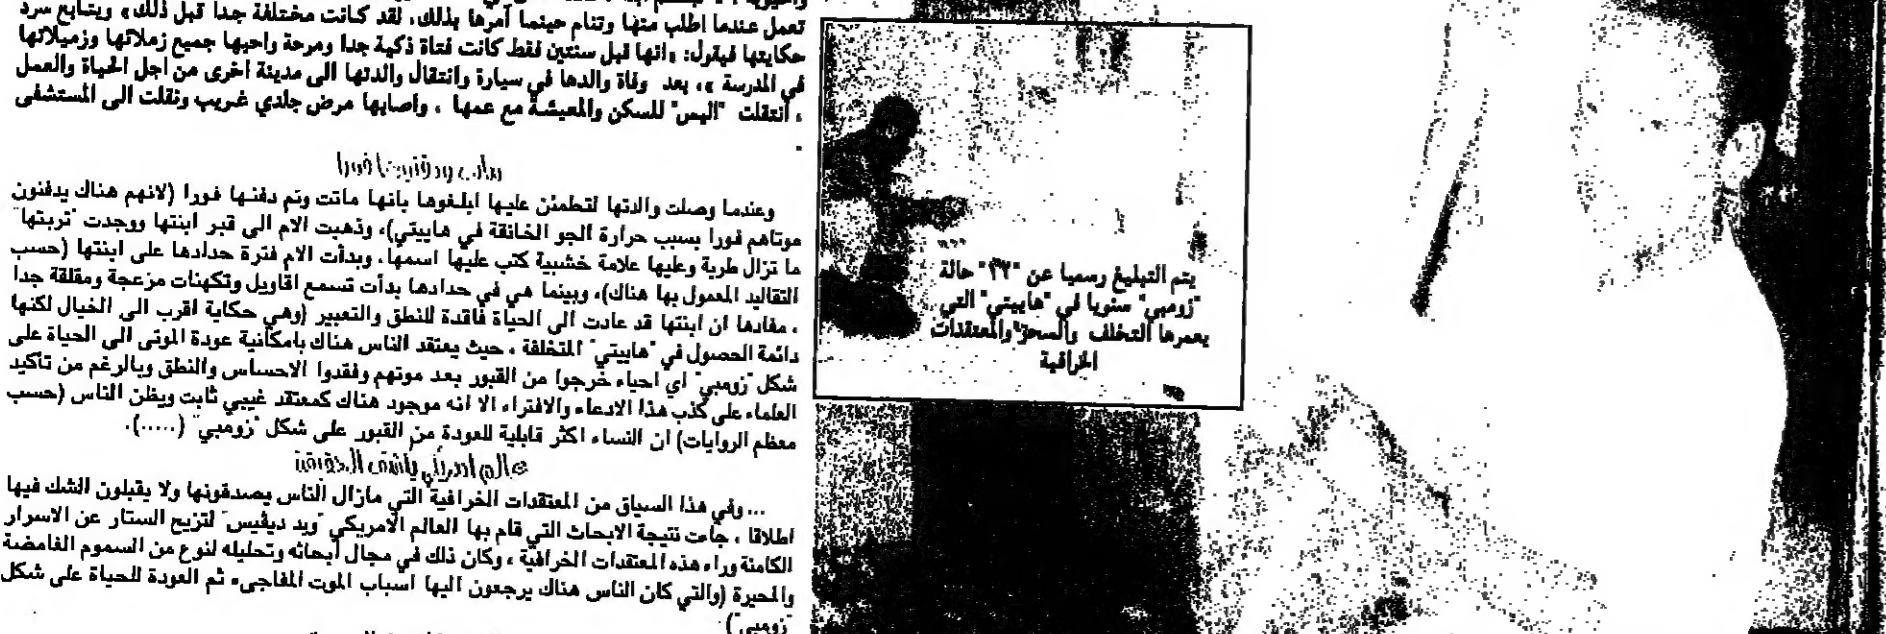 تعمل عندما اطلب منها وتنام حينما آمرها بذلك، لقد كانت مختلفة جدا قبل ذلك» ويتابع سرد
حكايتها فيقول: «انها قبل سنتين فقط كانت فتاة ذكية جدا ومرحة واحبها جميع زملائها وزميلاتها
في المدرسة »، بعد وفاة والدها في سيارة وانتقال والدتها الى مدينة اخرى من اجل الحياة والعمل
، انتقلت "اليس" للسكن والمعيشة مع عمها ، واصابها مرض جلدي غريب ونقلت الى المستشفى
.
فورا
وعندما وصلت والدتها لتطمئن عليها ابلغوها بانها ماتت وتم دفنها فورا (لانهم هناك يدفنون
موتاهم فورا بسبب حرارة الجو الخانقة في هاييتي)، وذهبت الام الى قبر ابنتها ووجدت "تربتها"
ما تزال طرية وعليها علامة خشبية كتب عليها اسمها، وبدأت الام فترة حدادها على ابنتها (حسب
التقاليد المعمول بها هناك)، وبينما هي في حدادها بدأت تسمع اقاويل وتكهنات مزعجة ومقلقة جدا
، مفادها ان ابنتها قد عادت الى الحياة فاقدة للنطق والتعبير (وهي حكاية اقرب الى الخيال لكنها
دائمة الحصول في "هاييتي" المتخلفة ، حيث يعتقد الناس هناك بامكانية عودة الموتى الى الحياة على
شكل "زومبي" اي احياء خرجوا من القبور بعد موتهم وفقدوا الاحساس والنطق وبالرغم من تأكيد
العلماء على كذب هذا الادعاء والافتراء الا انه موجود هناك كمعتقد غيبي ثابت ويظن الناس (حسب
معظم الروايات) ان النساء اكثر قابلية للعودة من القبور على شكل "زومبي" (.....).
عالم امريكي يكشف الحقيقة
... وفي هذا السياق من المعتقدات الخرافية التي مازال الناس يصدقونها ولا يقبلون الشك فيها
اطلاقا ، جاءت نتيجة الابحاث التي قام بها العالم الامريكي "ويد ديفيس" لتزيح الستار عن الاسرار
الكامنة وراء هذه المعتقدات الخرافية ، وكان ذلك في مجال أبحاثه وتحليله لنوع من السموم الغامضة
والمحيرة (والتي كان الناس هناك يرجعون اليها اسباب الموت المفاجىء ثم العودة للحياة على شكل
"زومبي")
يتم التبليغ رسميا عن "٣٢" حالة
"زومبي" سنويا في "هاييتي" التي
يعمرها التخلف والسحر والمعتقدات
الخرافية